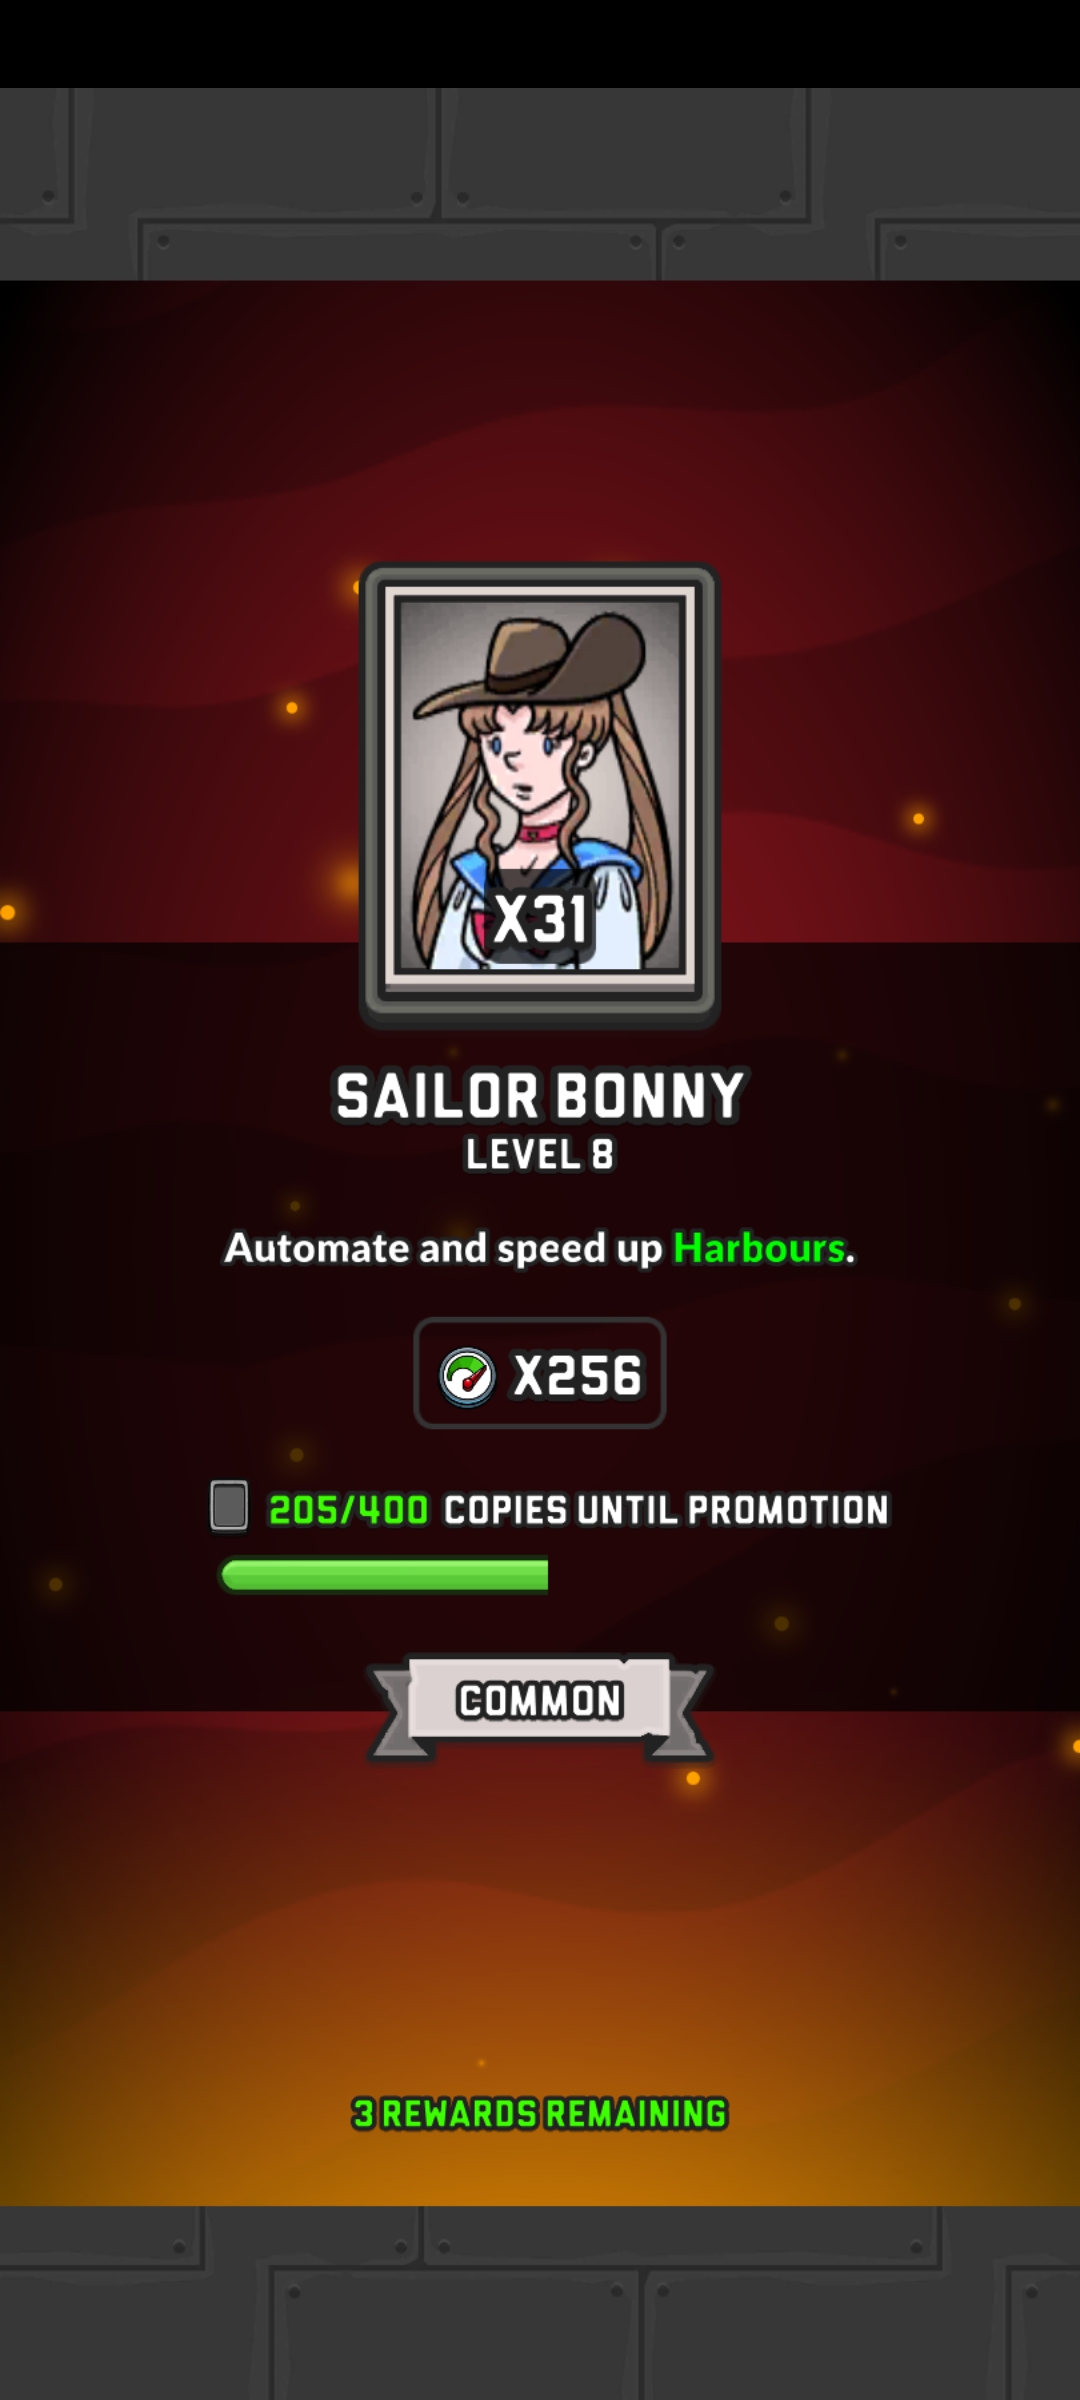 X31
SAILOR BONNY
LEVEL 8
Automate and speed up Harbours.
X256
205/400 COPIES UNTIL PROMOTION
COMMON
3 REWARDS REMAINING